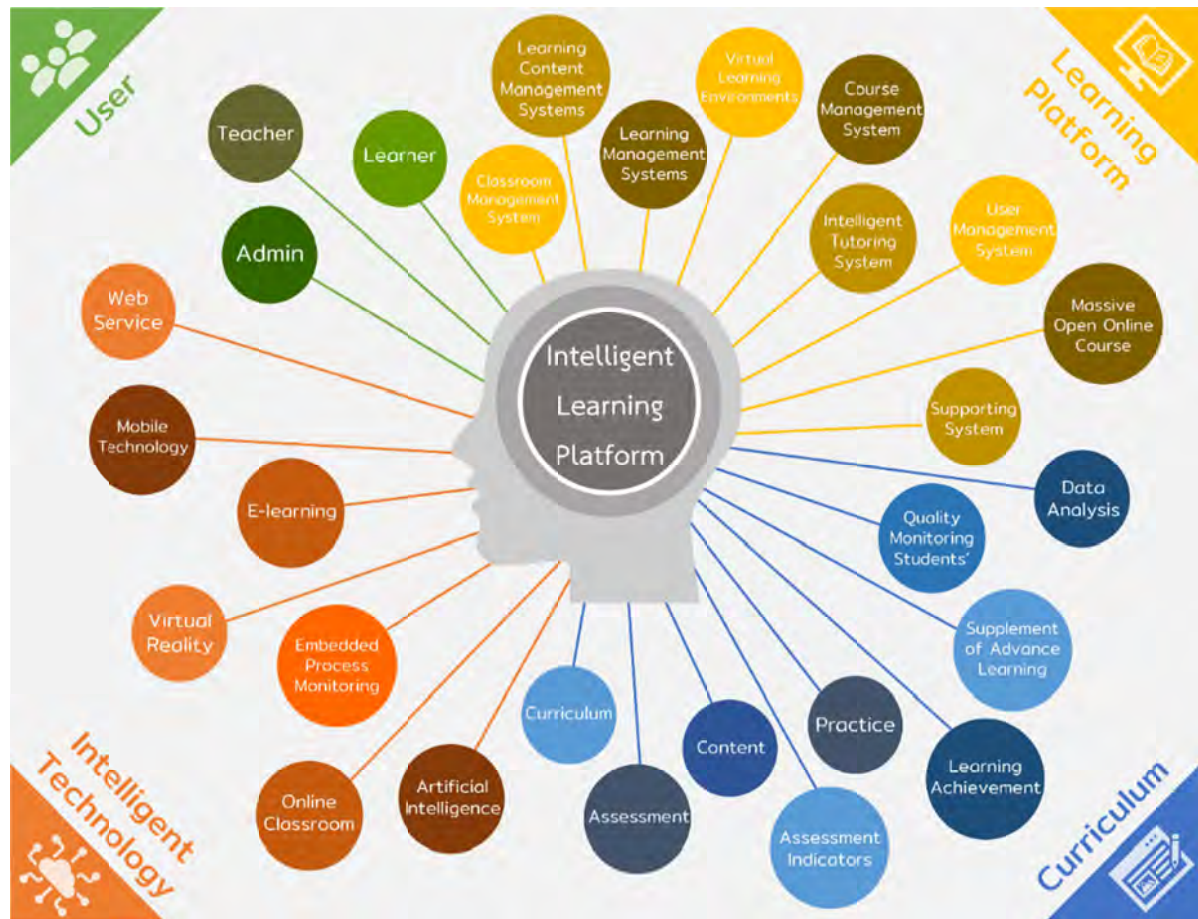 User
Learning
Platform
Teacher
Learner
Admin
Classroom
Management
System
Learning
Content
Management
Systems
Learning
Management
Systems
Virtual
Learning
Environments
Course
Management
System
Intelligent
Tutoring
System
User
Management
System
Massive
Open Online
Course
Supporting
System
Intelligent
Learning
Platform
Web
Service
Mobile
Technology
E-learning
Virtual
Reality
Embedded
Process
Monitoring
Online
Classroom
Artificial
Intelligence
Data
Analysis
Quality
Monitoring
Students'
Supplement
of Advance
Learning
Learning
Achievement
Practice
Assessment
Indicators
Content
Assessment
Curriculum
Intelligent
Technology
Curriculum